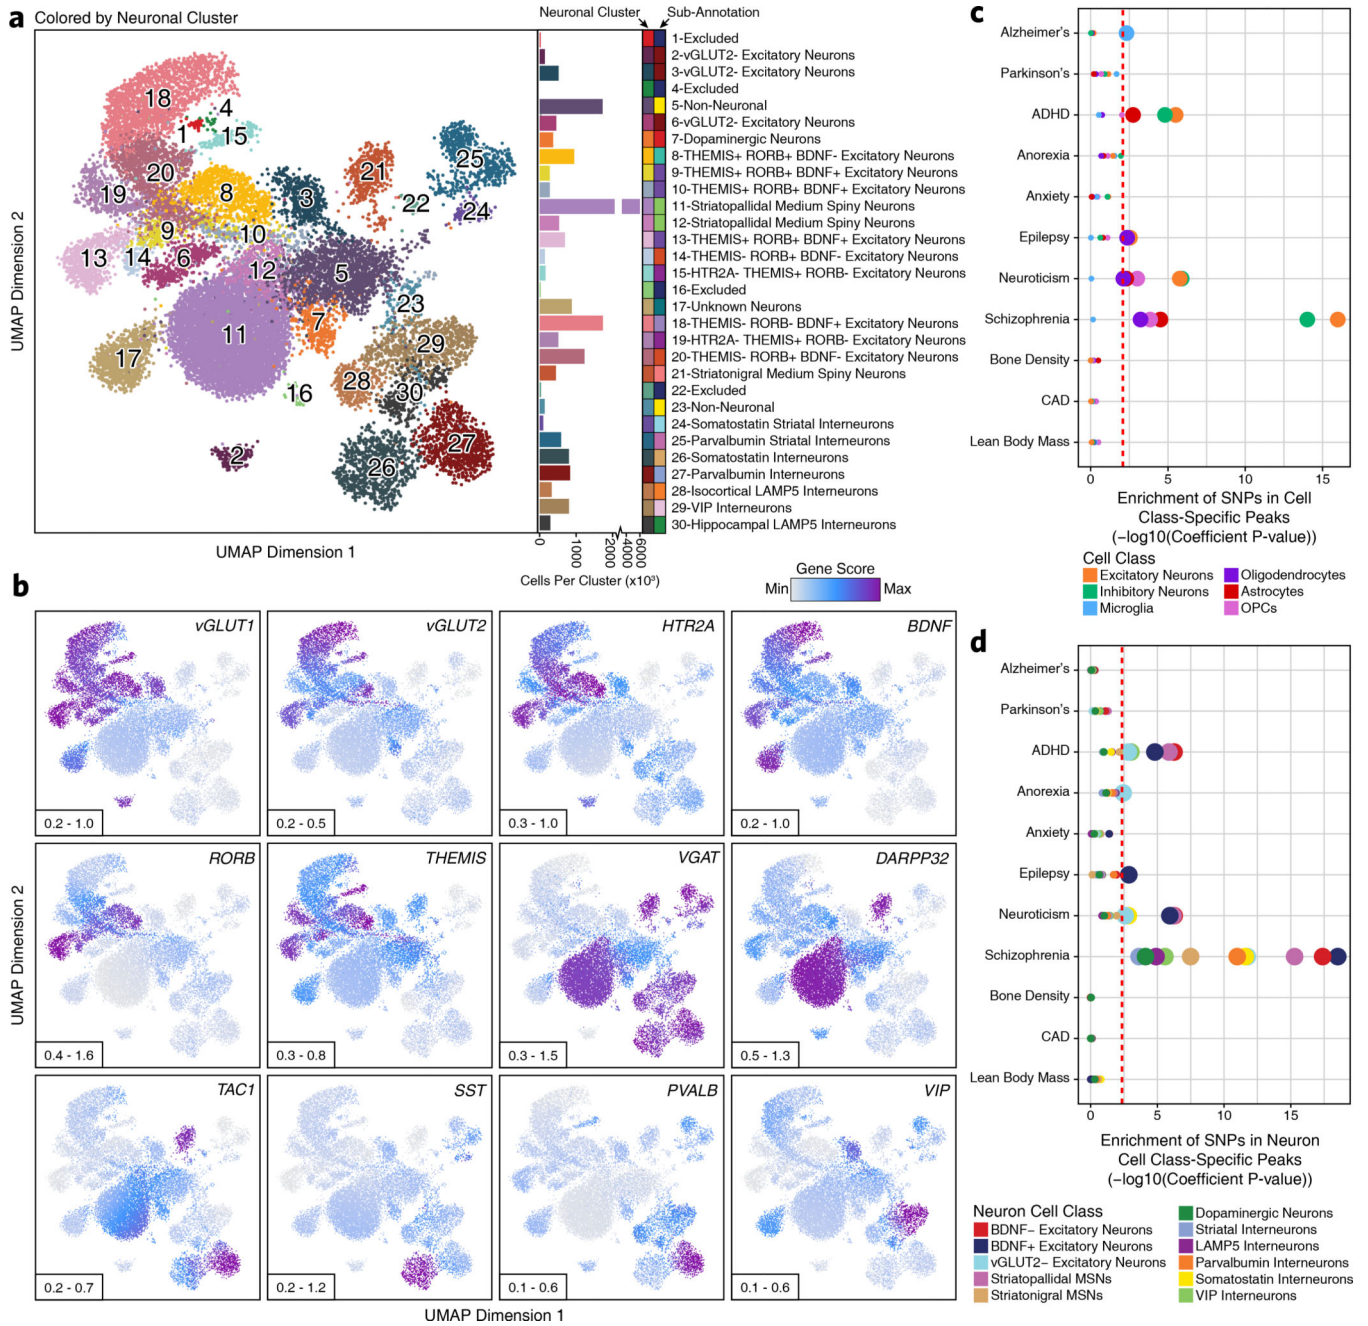 a
Colored by Neuronal Cluster
Neuronal Cluster
Sub-Annotation
UMAP Dimension 2
18
4
1
15
20
19
8
3
21
25
22
24
9
10
13
14
6
12
5
23
7
11
29
17
28
30
16
2
26
27
UMAP Dimension 1
1-Excluded
2-vGLUT2- Excitatory Neurons
3-vGLUT2- Excitatory Neurons
4-Excluded
5-Non-Neuronal
6-vGLUT2- Excitatory Neurons
7-Dopaminergic Neurons
8-THEMIS+ RORB+ BDNF- Excitatory Neurons
9-THEMIS+ RORB+ BDNF+ Excitatory Neurons
10-THEMIS+ RORB+ BDNF+ Excitatory Neurons
11-Striatopallidal Medium Spiny Neurons
12-Striatopallidal Medium Spiny Neurons
13-THEMIS+ RORB+ BDNF+ Excitatory Neurons
14-THEMIS- RORB+ BDNF- Excitatory Neurons
15-HTR2A- THEMIS+ RORB- Excitatory Neurons
16-Excluded
17-Unknown Neurons
18-THEMIS- RORB- BDNF+ Excitatory Neurons
19-HTR2A- THEMIS+ RORB- Excitatory Neurons
20-THEMIS- RORB+ BDNF- Excitatory Neurons
21-Striatonigral Medium Spiny Neurons
22-Excluded
23-Non-Neuronal
24-Somatostatin Striatal Interneurons
25-Parvalbumin Striatal Interneurons
26-Somatostatin Interneurons
27-Parvalbumin Interneurons
28-Isocortical LAMP5 Interneurons
29-VIP Interneurons
30-Hippocampal LAMP5 Interneurons
0
1000
2000
4000
6000
Cells Per Cluster (x10³)
b
Gene Score
Min
Max
UMAP Dimension 2
vGLUT1
0.2 - 1.0
vGLUT2
0.2 - 0.5
HTR2A
0.3 - 1.0
BDNF
0.2 - 1.0
RORB
0.4 - 1.6
THEMIS
0.3 - 0.8
VGAT
0.3 - 1.5
DARPP32
0.5 - 1.3
TAC1
0.2 - 0.7
SST
0.2 - 1.2
PVALB
0.1 - 0.6
VIP
0.1 - 0.6
UMAP Dimension 1
c
Alzheimer's
Parkinson's
ADHD
Anorexia
Anxiety
Epilepsy
Neuroticism
Schizophrenia
Bone Density
CAD
Lean Body Mass
0 5 10 15
Enrichment of SNPs in Cell
Class-Specific Peaks
(−log10(Coefficient P-value))
Cell Class
Excitatory Neurons
Inhibitory Neurons
Microglia
Oligodendrocytes
Astrocytes
OPCs
d
Alzheimer's
Parkinson's
ADHD
Anorexia
Anxiety
Epilepsy
Neuroticism
Schizophrenia
Bone Density
CAD
Lean Body Mass
0 5 10 15
Enrichment of SNPs in Neuron
Cell Class-Specific Peaks
(−log10(Coefficient P-value))
Neuron Cell Class
BDNF− Excitatory Neurons
BDNF+ Excitatory Neurons
vGLUT2− Excitatory Neurons
Striatopallidal MSNs
Striatonigral MSNs
Dopaminergic Neurons
Striatal Interneurons
LAMP5 Interneurons
Parvalbumin Interneurons
Somatostatin Interneurons
VIP Interneurons